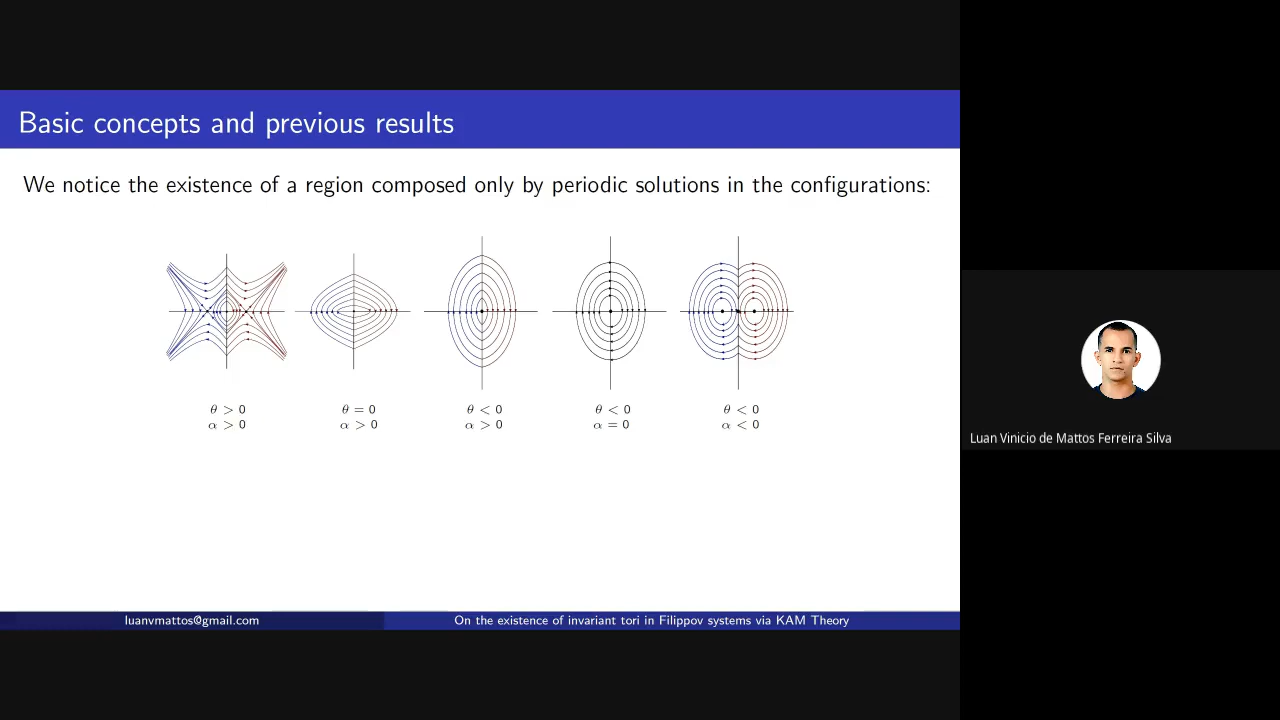 Basic concepts and previous results
We notice the existence of a region composed only by periodic solutions in the configurations:
θ > 0
α > 0
θ = 0
α > 0
θ < 0
α > 0
θ < 0
α = 0
θ < 0
α < 0
Luan Vinicio de Mattos Ferreira Silva
luanvmattos@gmail.com
On the existence of invariant tori in Filippov systems via KAM Theory